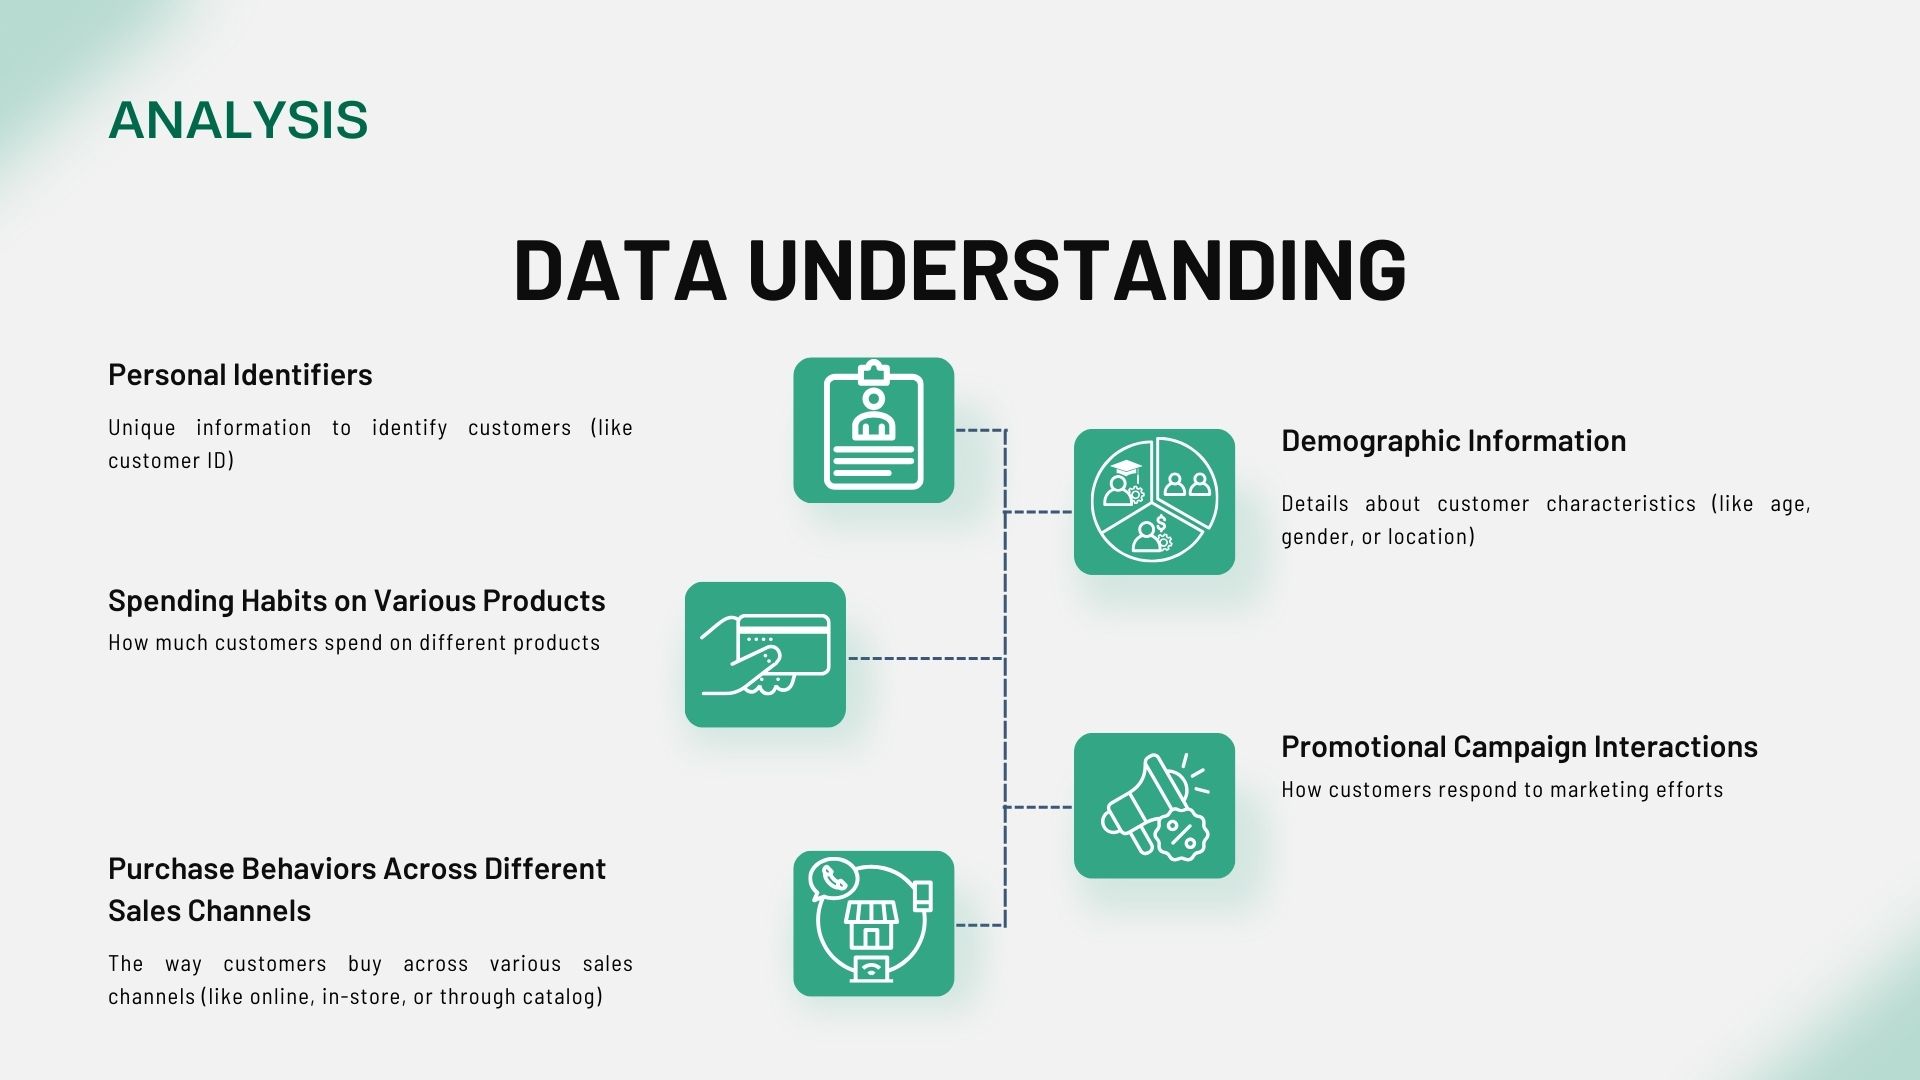 ANALYSIS
DATA UNDERSTANDING
Personal Identifiers
Unique information to identify customers (like
customer ID)
Demographic Information
Details about customer characteristics (like age,
gender, or location)
Spending Habits on Various Products
How much customers spend on different products
Promotional Campaign Interactions
How customers respond to marketing efforts
Purchase Behaviors Across Different
Sales Channels
The way customers buy across various sales
channels (like online, in-store, or through catalog)